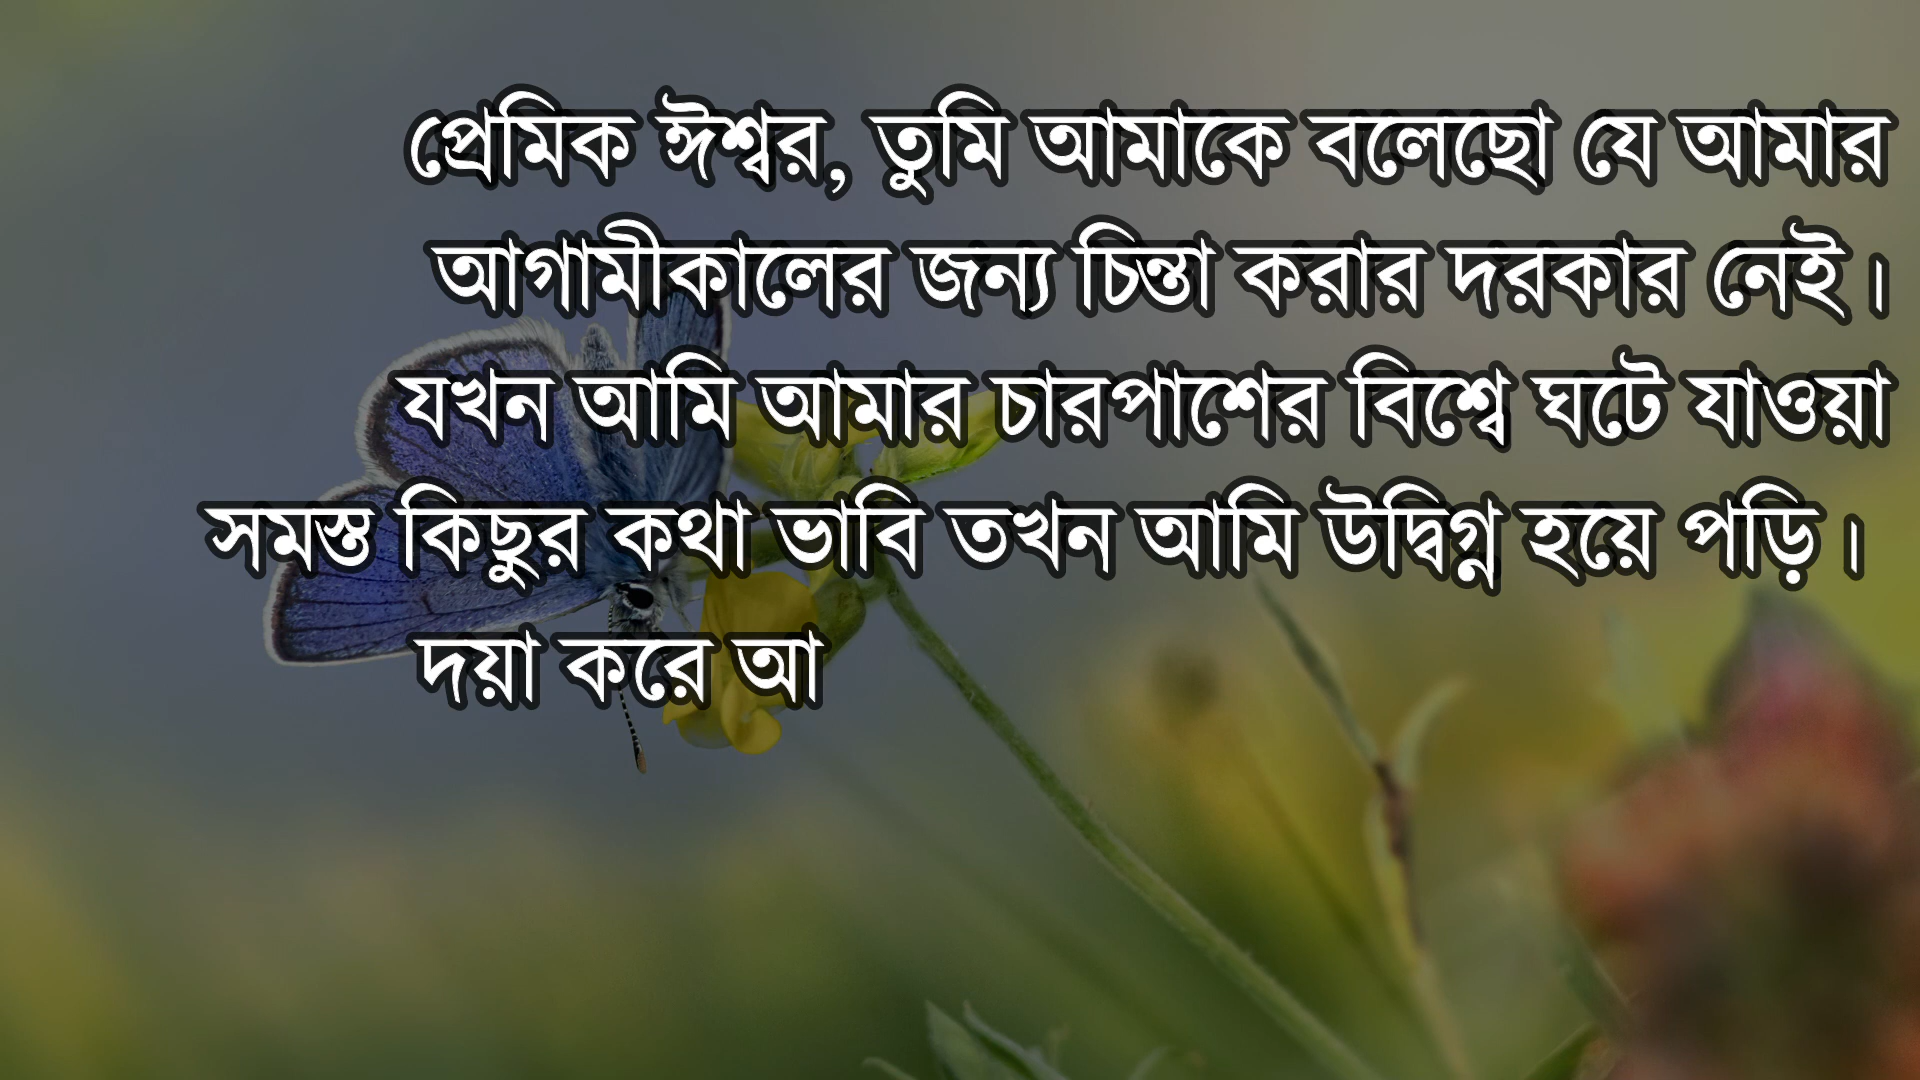 প্রেমিক ঈশ্বর, তুমি আমাকে বলেছো যে আমার
আগামীকালের জন্য চিন্তা করার দরকার নেই।
যখন আমি আমার চারপাশের বিশ্বে ঘটে যাওয়া
সমস্ত কিছুর কথা ভাবি তখন আমি উদ্বিগ্ন হয়ে পড়ি।
দয়া করে আ